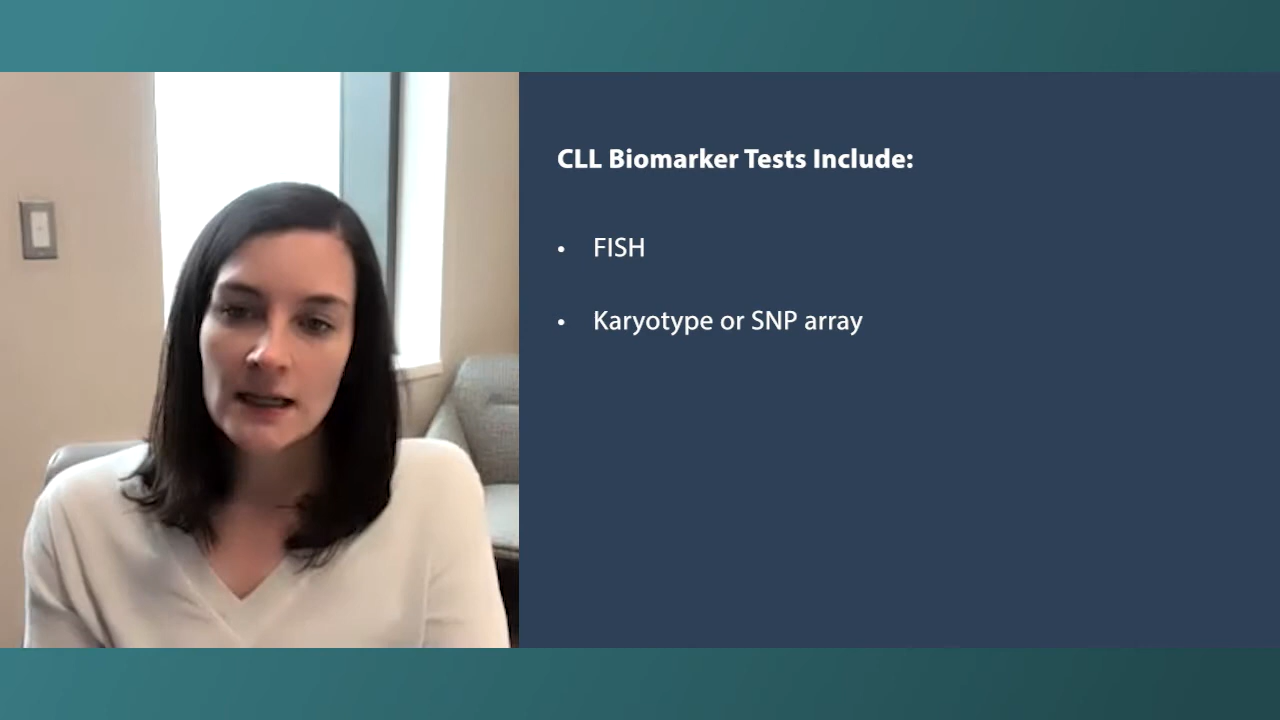 CLL Biomarker Tests Include:
• FISH
• Karyotype or SNP array